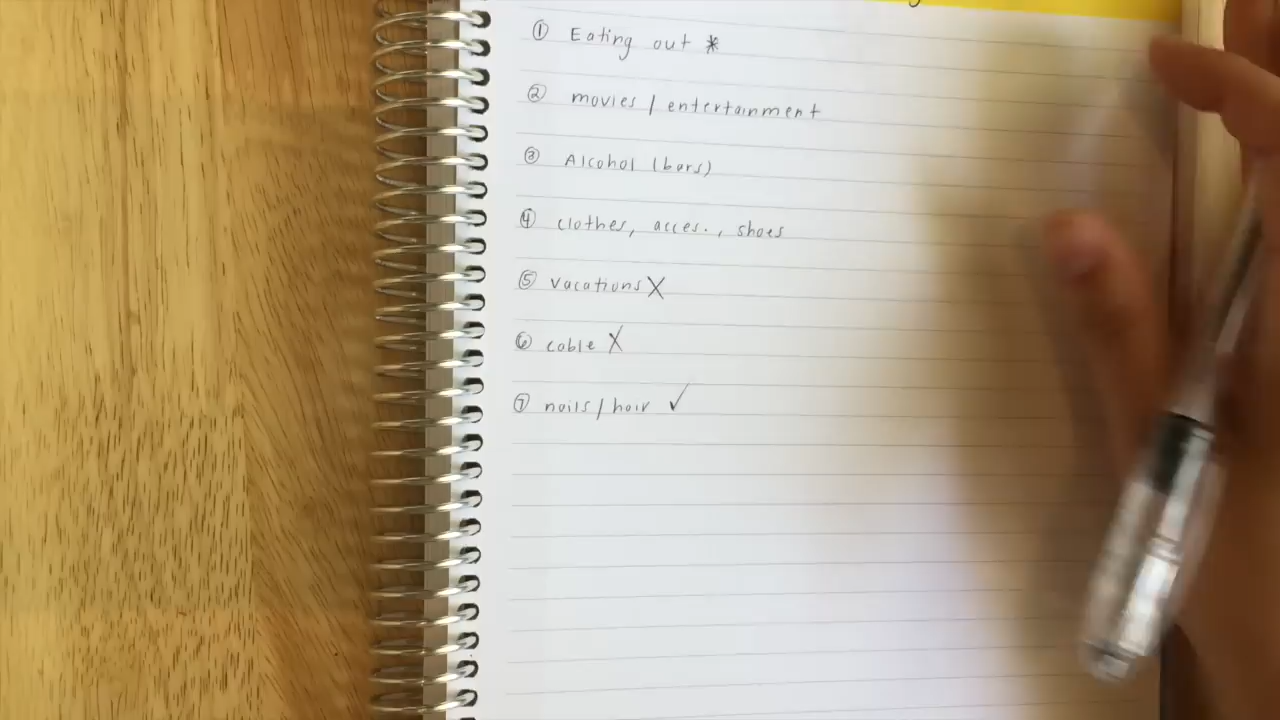 ① Eating out *
② movies / entertainment
③ Alcohol (bars)
④ clothes, acces., shoes
⑤ vacations X
⑥ cable X
⑦ nails / hair ✓